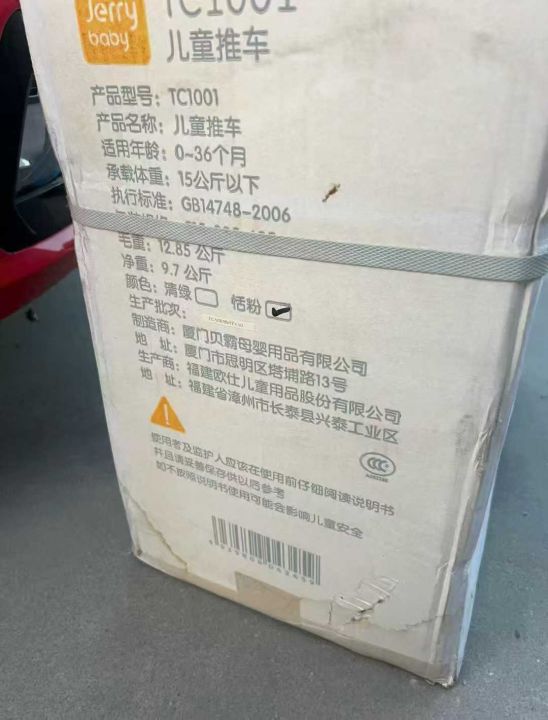 Jerry
baby
TC1001
儿童推车
产品型号：TC1001
产品名称：儿童推车
适用年龄：0~36个月
承载体重：15公斤以下
执行标准：GB14748-2006
毛重：12.85 公斤
净重：9.7 公斤
颜色：清绿 恬粉
生产批次：
制造商：厦门贝霸母婴用品有限公司
地 址：厦门市思明区塔埔路13号
生产商：福建欧仕儿童用品股份有限公司
地 址：福建省漳州市长泰县兴泰工业区
使用者及监护人应该在使用前仔细阅读说明书
并且请妥善保存供以后参考
如不按照说明书使用可能会影响儿童安全